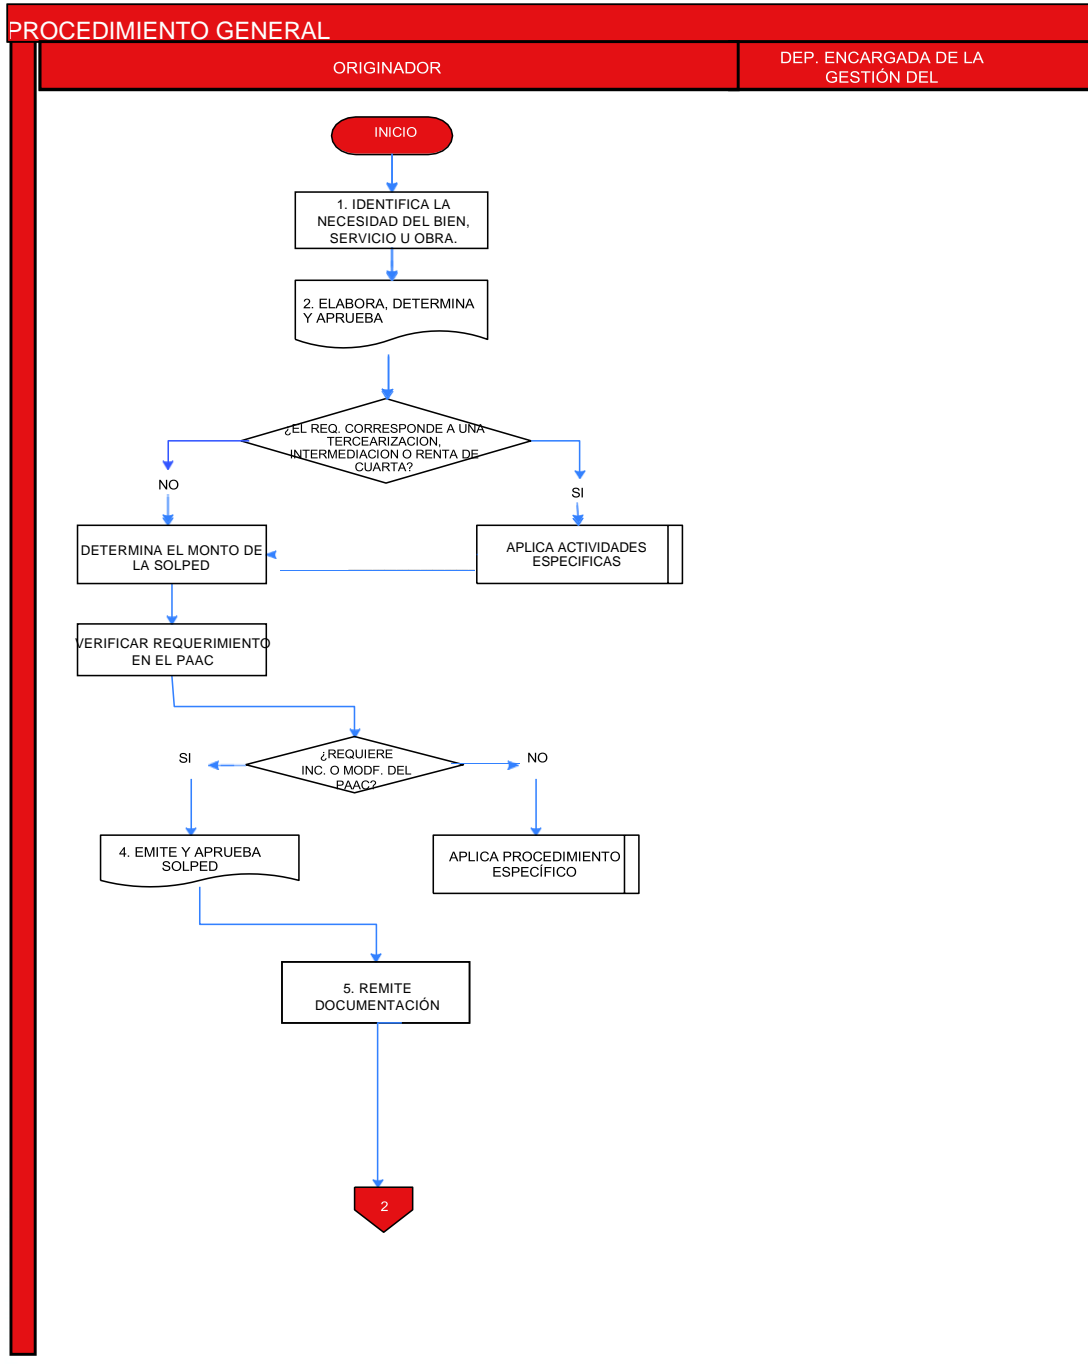 PROCEDIMIENTO GENERAL
ORIGINADOR
DEP. ENCARGADA DE LA
GESTIÓN DEL
INICIO
1. IDENTIFICA LA
NECESIDAD DEL BIEN,
SERVICIO U OBRA.
2. ELABORA, DETERMINA
Y APRUEBA
¿EL REQ. CORRESPONDE A UNA
TERCEARIZACION,
INTERMEDIACION O RENTA DE
CUARTA?
NO
SI
DETERMINA EL MONTO DE
LA SOLPED
APLICA ACTIVIDADES
ESPECIFICAS
VERIFICAR REQUERIMIENTO
EN EL PAAC
¿REQUIERE
INC. O MODF. DEL
PAAC?
SI
NO
4. EMITE Y APRUEBA
SOLPED
APLICA PROCEDIMIENTO
ESPECÍFICO
5. REMITE
DOCUMENTACIÓN
2